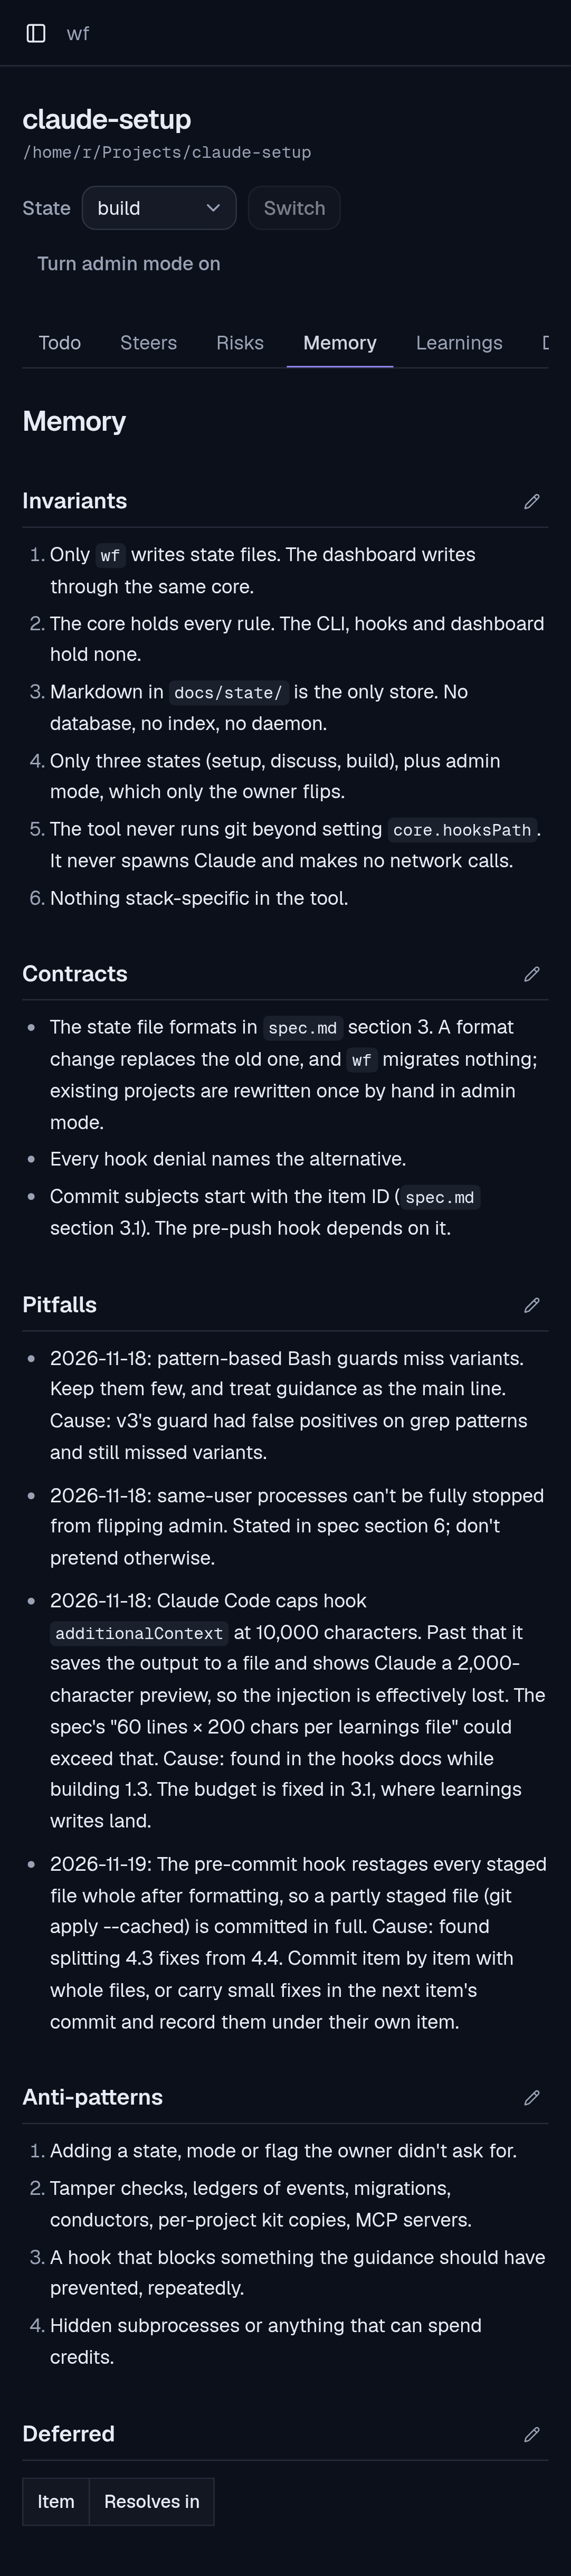 wf
claude-setup
/home/r/Projects/claude-setup
State build Switch
Turn admin mode on
Todo Steers Risks Memory Learnings
Memory
Invariants
1. Only wf writes state files. The dashboard writes
through the same core.
2. The core holds every rule. The CLI, hooks and dashboard
hold none.
3. Markdown in docs/state/ is the only store. No
database, no index, no daemon.
4. Only three states (setup, discuss, build), plus admin
mode, which only the owner flips.
5. The tool never runs git beyond setting core.hooksPath.
It never spawns Claude and makes no network calls.
6. Nothing stack-specific in the tool.
Contracts
• The state file formats in spec.md section 3. A format
change replaces the old one, and wf migrates nothing;
existing projects are rewritten once by hand in admin
mode.
• Every hook denial names the alternative.
• Commit subjects start with the item ID (spec.md
section 3.1). The pre-push hook depends on it.
Pitfalls
• 2026-11-18: pattern-based Bash guards miss variants.
Keep them few, and treat guidance as the main line.
Cause: v3's guard had false positives on grep patterns
and still missed variants.
• 2026-11-18: same-user processes can't be fully stopped
from flipping admin. Stated in spec section 6; don't
pretend otherwise.
• 2026-11-18: Claude Code caps hook
additionalContext at 10,000 characters. Past that it
saves the output to a file and shows Claude a 2,000-
character preview, so the injection is effectively lost. The
spec's "60 lines × 200 chars per learnings file" could
exceed that. Cause: found in the hooks docs while
building 1.3. The budget is fixed in 3.1, where learnings
writes land.
• 2026-11-19: The pre-commit hook restages every staged
file whole after formatting, so a partly staged file (git
apply --cached) is committed in full. Cause: found
splitting 4.3 fixes from 4.4. Commit item by item with
whole files, or carry small fixes in the next item's
commit and record them under their own item.
Anti-patterns
1. Adding a state, mode or flag the owner didn't ask for.
2. Tamper checks, ledgers of events, migrations,
conductors, per-project kit copies, MCP servers.
3. A hook that blocks something the guidance should have
prevented, repeatedly.
4. Hidden subprocesses or anything that can spend
credits.
Deferred
Item Resolves in